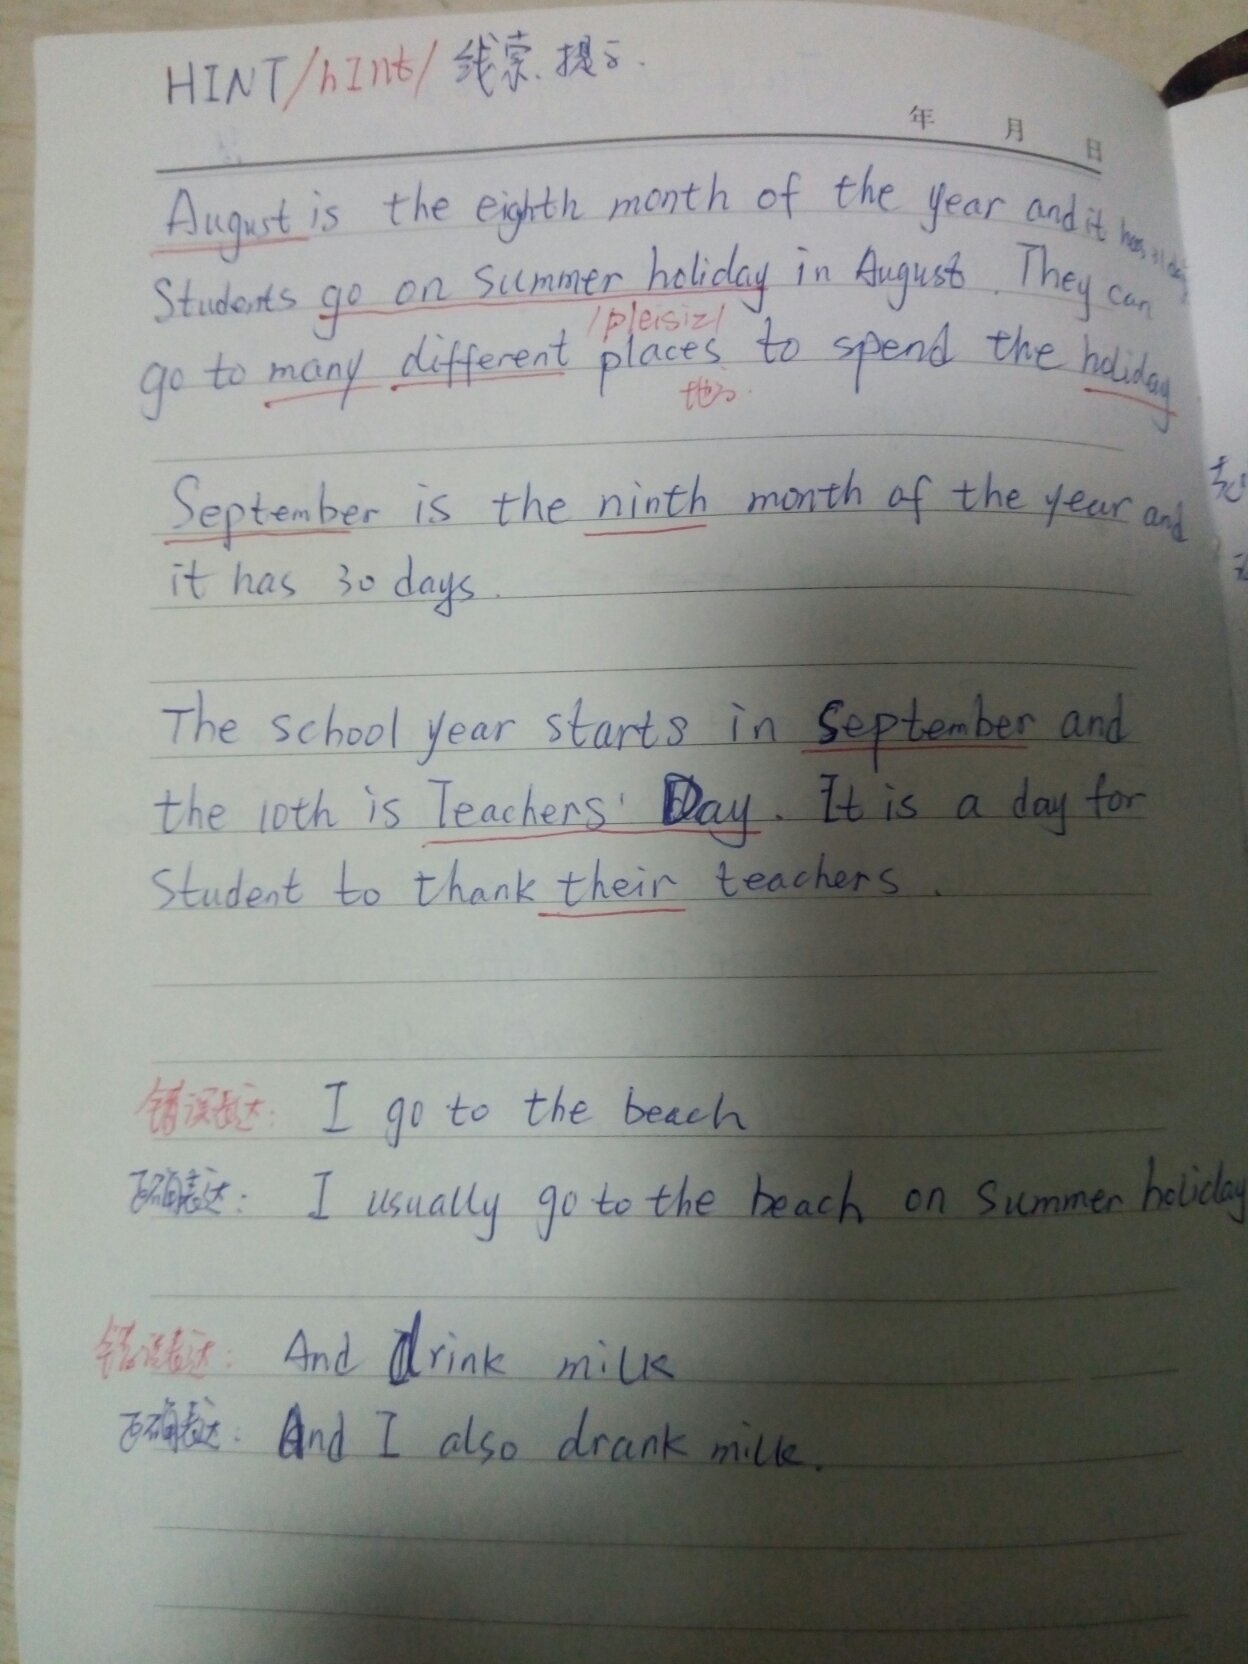 HINT /hInt/ 线索、提示.
年 月 日
August is the eighth month of the year and it has 31 days
Students go on summer holiday in August. They can
/pleisiz/
go to many different places to spend the holiday
地方.
September is the ninth month of the year and
it has 30 days.
The school year starts in September and
the 10th is Teachers' Day. It is a day for
Student to thank their teachers.
错误表达: I go to the beach
正确表达: I usually go to the beach on summer holiday
错误表达: And drink milk
正确表达: And I also drank milk.